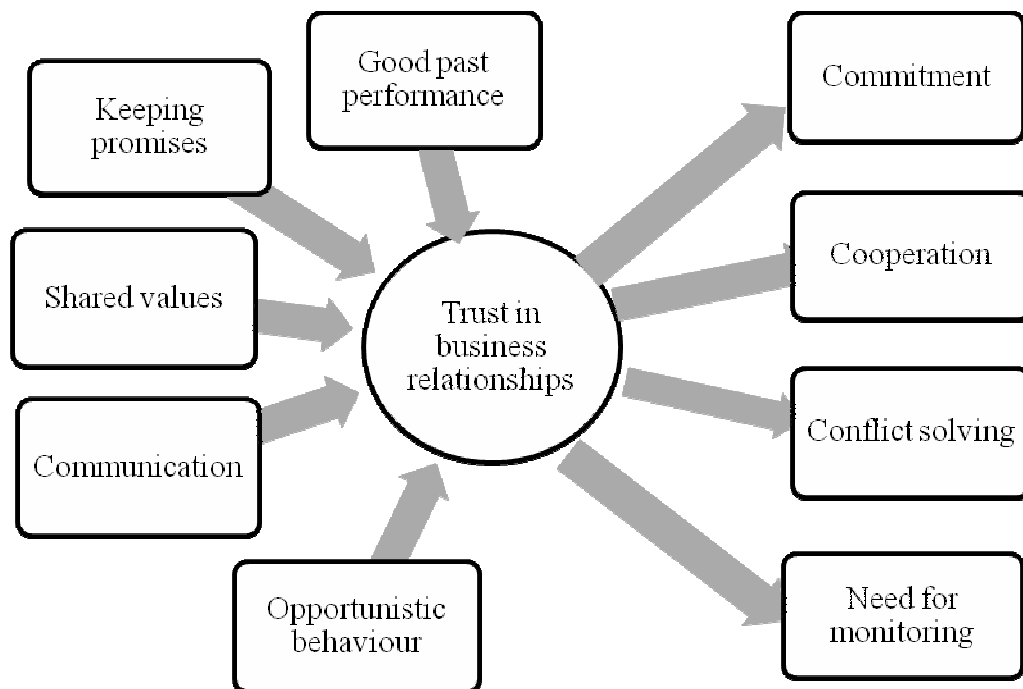 Good past
performance
Keeping
promises
Shared values
Communication
Opportunistic
behaviour
Trust in
business
relationships
Commitment
Cooperation
Conflict solving
Need for
monitoring